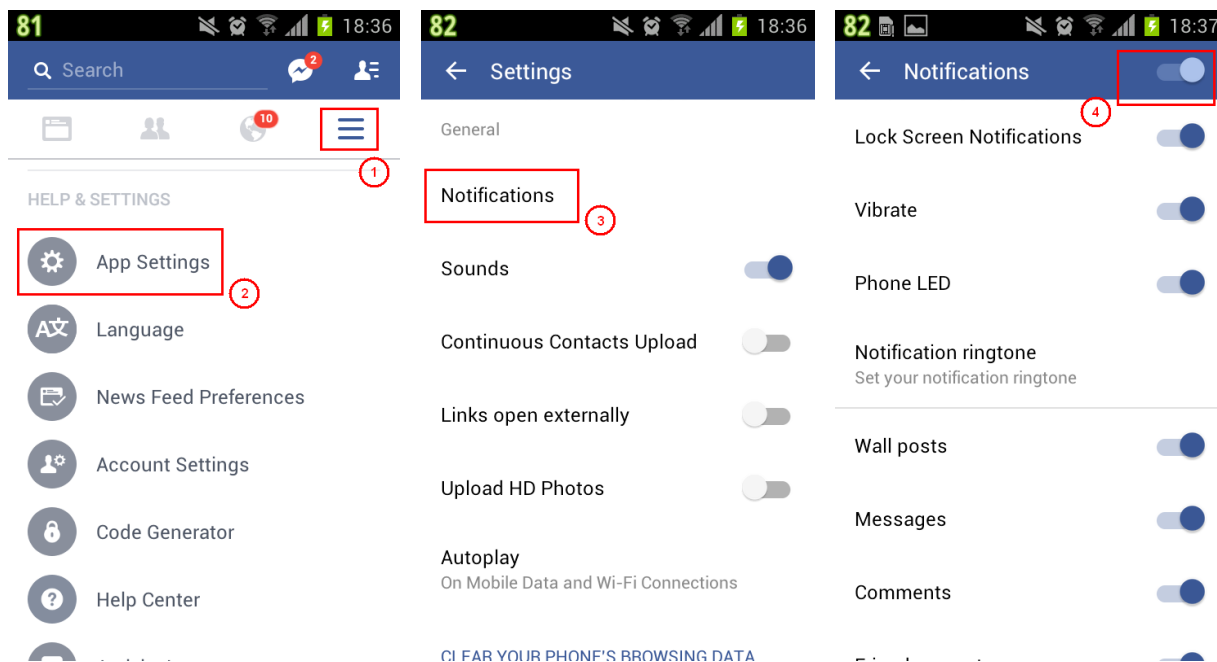 81
18:36
Search
2
10
1
HELP & SETTINGS
App Settings
2
Language
News Feed Preferences
Account Settings
Code Generator
Help Center
82
18:36
Settings
General
Notifications
3
Sounds
Continuous Contacts Upload
Links open externally
Upload HD Photos
Autoplay
On Mobile Data and Wi-Fi Connections
CLEAR YOUR PHONE'S BROWSING DATA
82
18:37
Notifications
4
Lock Screen Notifications
Vibrate
Phone LED
Notification ringtone
Set your notification ringtone
Wall posts
Messages
Comments